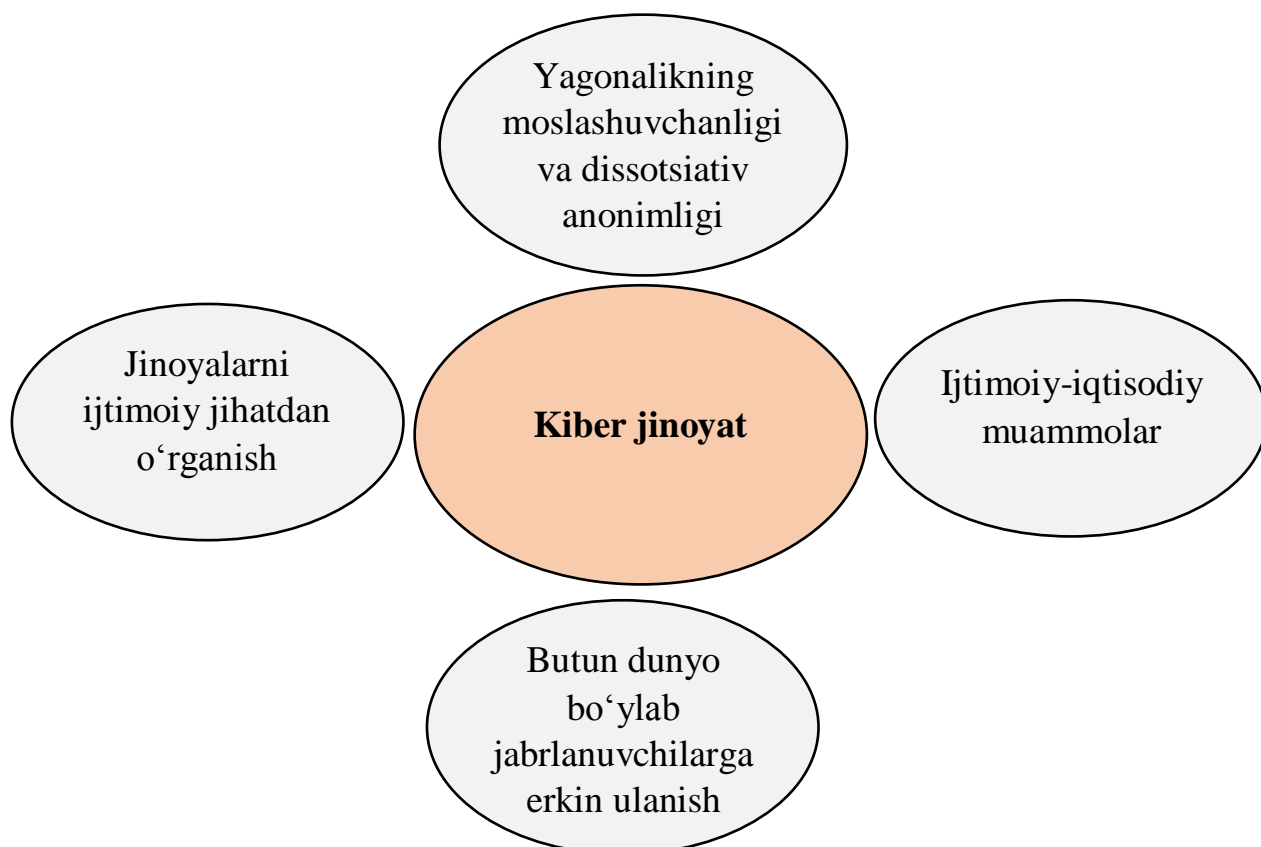 Yagonalikning
moslashuvchanligi
va dissotsiativ
anonimligi
Jinoyalarni
ijtimoiy jihatdan
o‘rganish
Kiber jinoyat
Ijtimoiy-iqtisodiy
muammolar
Butun dunyo
bo‘ylab
jabrlanuvchilarga
erkin ulanish